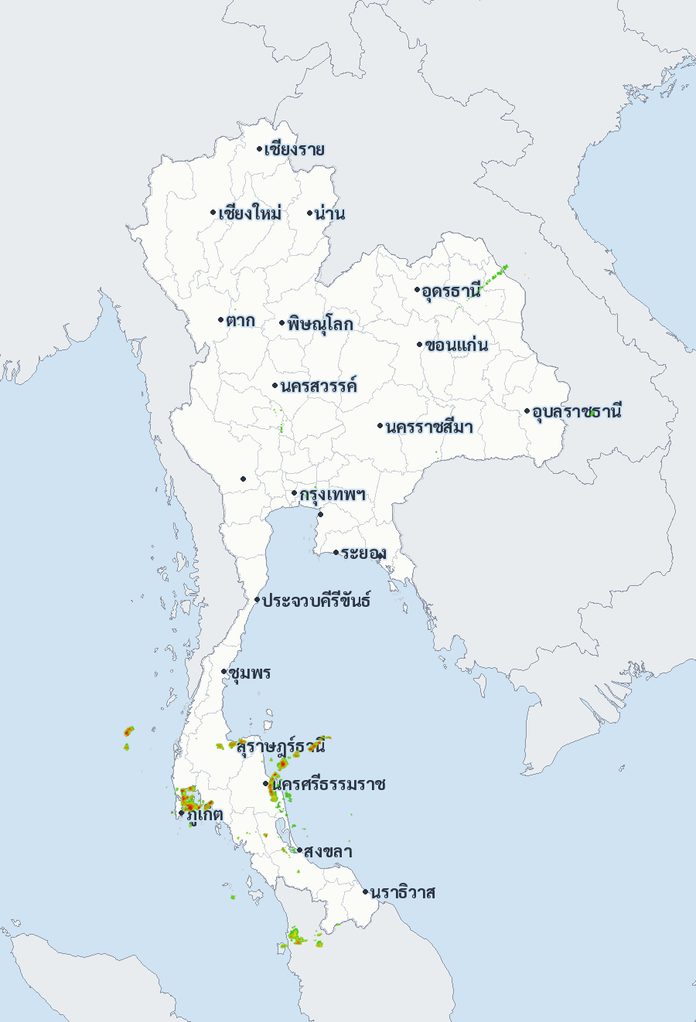 เชียงราย
เชียงใหม่
น่าน
อุดรธานี
ตาก
พิษณุโลก
ขอนแก่น
นครสวรรค์
อุบลราชธานี
นครราชสีมา
กรุงเทพฯ
ระยอง
ประจวบคีรีขันธ์
ชุมพร
สุราษฎร์ธานี
นครศรีธรรมราช
ภูเก็ต
สงขลา
นราธิวาส